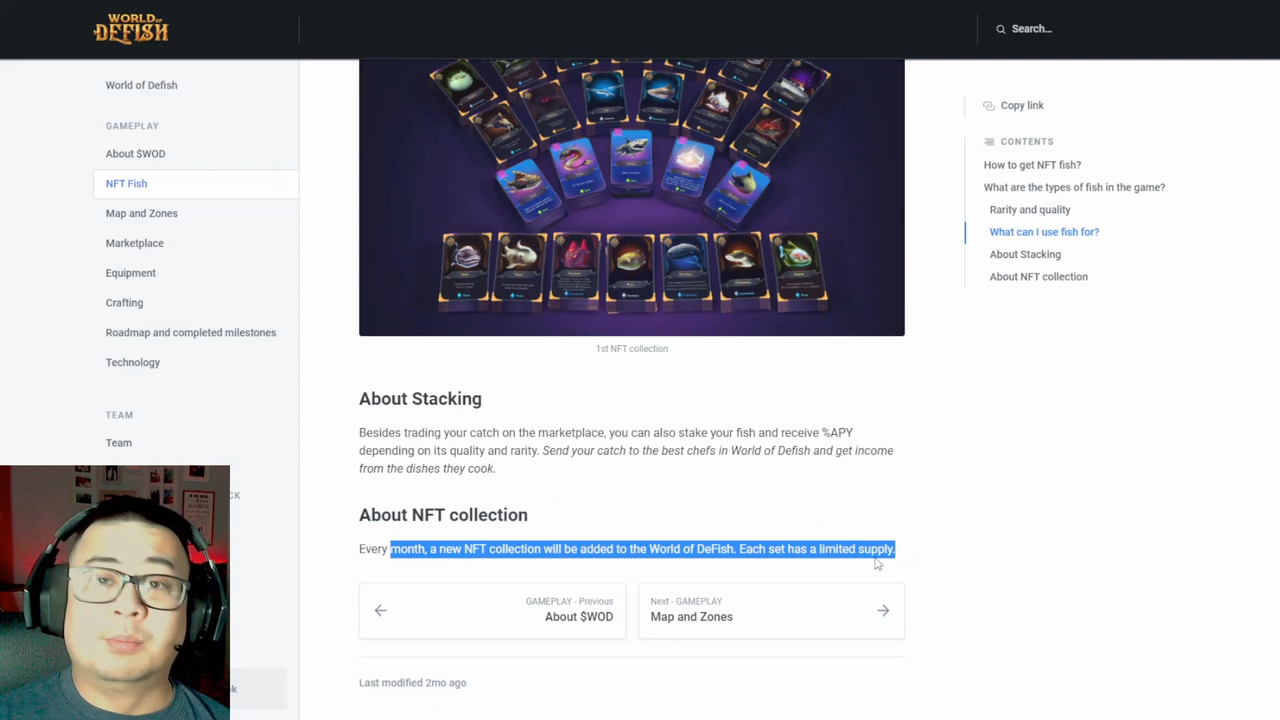 WORLD OF
DEFISH
Search...
World of Defish
GAMEPLAY
About $WOD
NFT Fish
Map and Zones
Marketplace
Equipment
Crafting
Roadmap and completed milestones
Technology
TEAM
Team
CK
ok
1st NFT collection
About Stacking
Besides trading your catch on the marketplace, you can also stake your fish and receive %APY
depending on its quality and rarity. Send your catch to the best chefs in World of Defish and get income
from the dishes they cook.
About NFT collection
Every month, a new NFT collection will be added to the World of DeFish. Each set has a limited supply.
GAMEPLAY - Previous
About $WOD
Next - GAMEPLAY
Map and Zones
Last modified 2mo ago
Copy link
CONTENTS
How to get NFT fish?
What are the types of fish in the game?
Rarity and quality
What can I use fish for?
About Stacking
About NFT collection